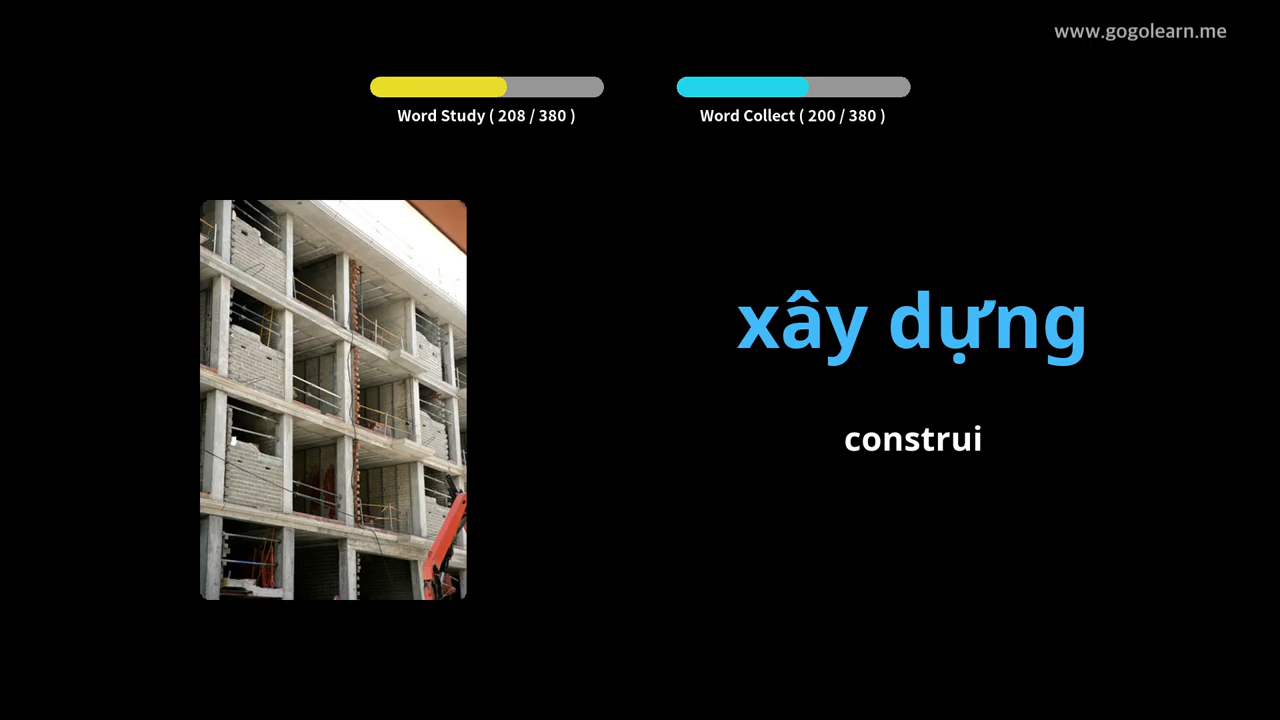 www.gogolearn.me
Word Study ( 208 / 380 )
Word Collect ( 200 / 380 )
xây dựng
construi